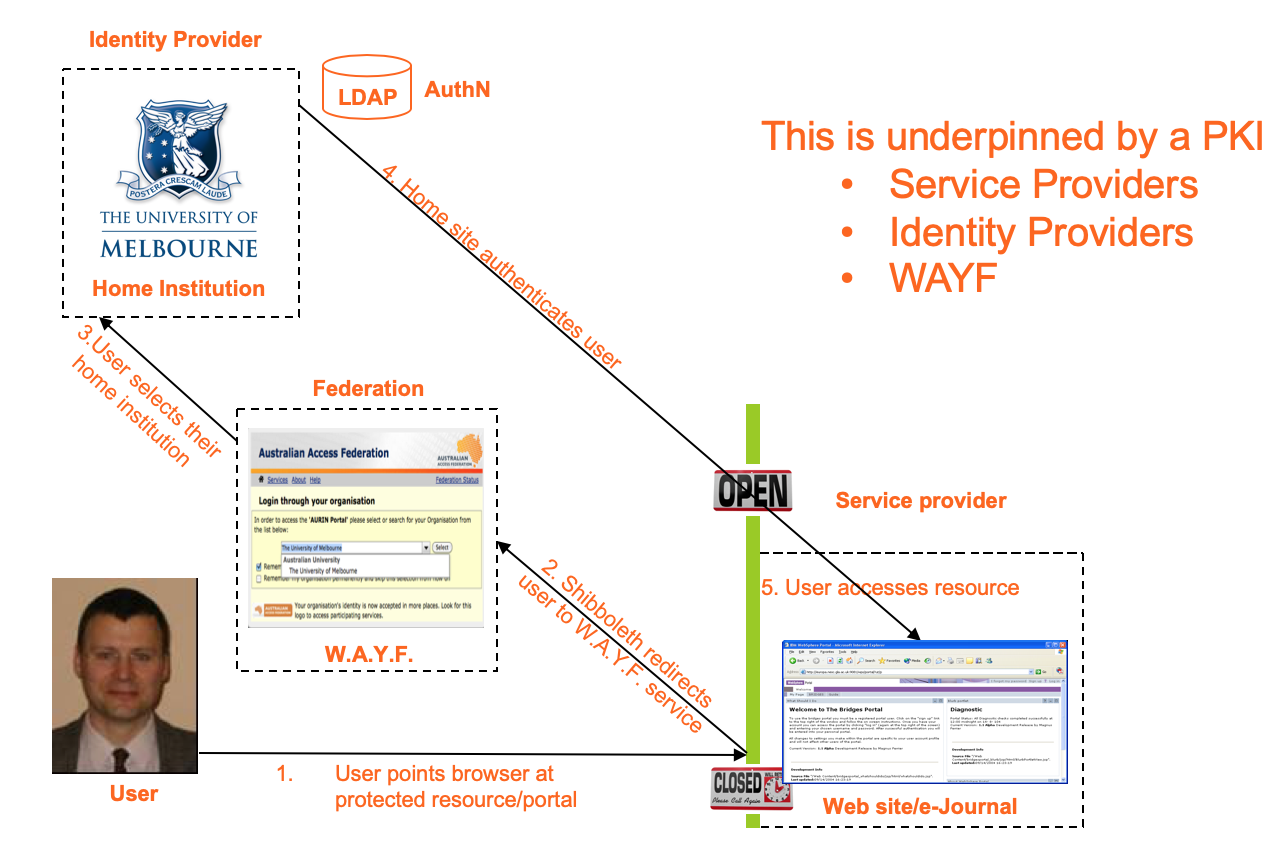 Identity Provider
LDAP
AuthN
POSTERA CRESCAM LAUDE
THE UNIVERSITY OF
MELBOURNE
Home Institution
This is underpinned by a PKI
• Service Providers
• Identity Providers
• WAYF
4. Home site authenticates user
3.User selects their
home institution
Federation
Australian Access Federation
AUSTRALIAN
ACCESS FEDERATION
Services About Help
Federation Status
Login through your organisation
In order to access the 'AURIN Portal' please select or search for your Organisation from
the list below:
The University of Melbourne
Select
Australian University
The University of Melbourne
Remember my organisation permanently and skip this selection from now on
Your organisation's identity is now accepted in more places. Look for this
logo to access participating services.
W.A.Y.F.
2. Shibboleth redirects
user to W.A.Y.F. service
OPEN
Service provider
5. User accesses resource
Welcome to The Bridges Portal
Diagnostic
Development Info
CLOSED
Please Call Again
Web site/e-Journal
User
1. User points browser at
protected resource/portal